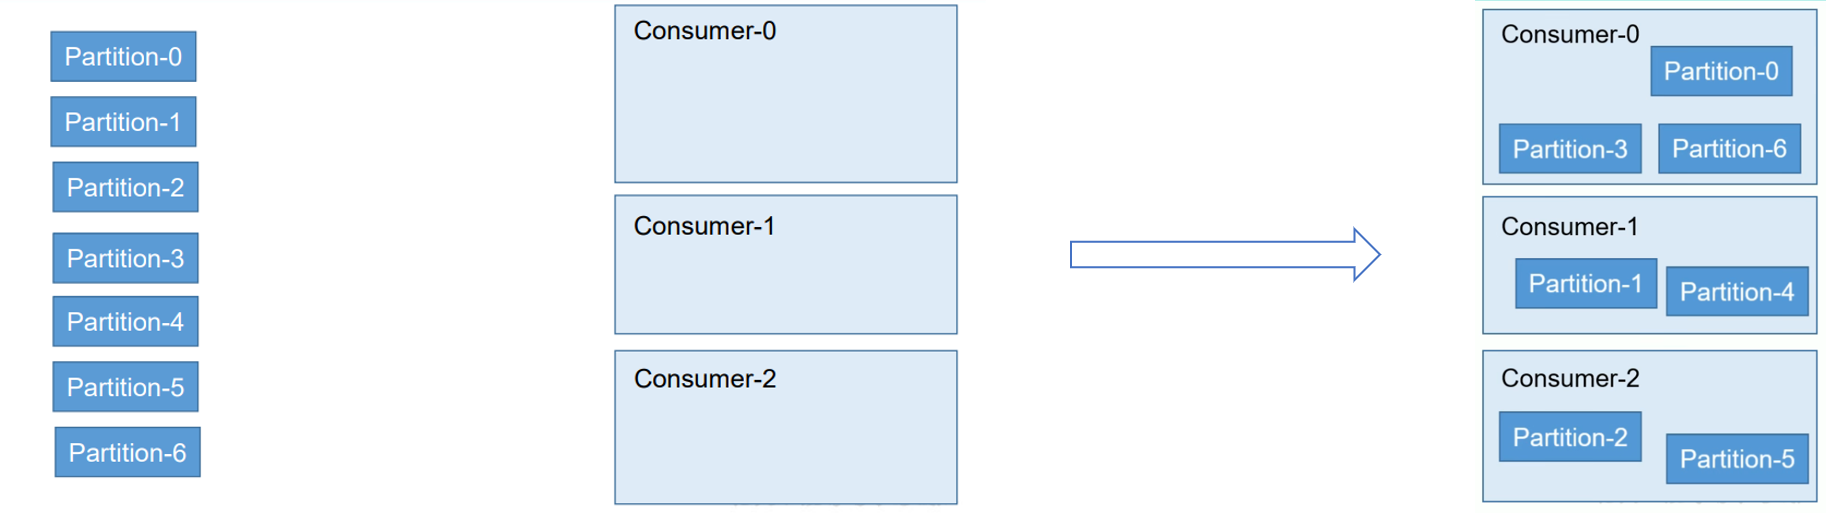 Partition-0
Partition-1
Partition-2
Partition-3
Partition-4
Partition-5
Partition-6
Consumer-0
Consumer-1
Consumer-2
Consumer-0
Partition-0
Partition-3
Partition-6
Consumer-1
Partition-1
Partition-4
Consumer-2
Partition-2
Partition-5